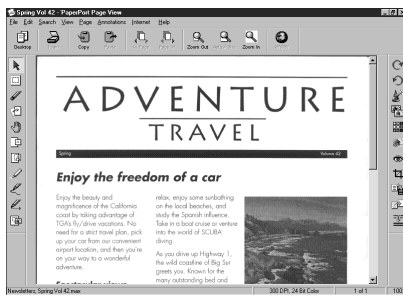 Spring Vol 42 - 'PaperPort Page View
File Edit Search View Page Annotations Internet Help
Desktop Copy Zoom Out Zoom In
ADVENTURE
TRAVEL
Spring Volume 42
Enjoy the freedom of a car
Enjoy the beauty and
magnificence of the California
coast by taking advantage of
TGA's fly/drive vacations. No
need for a strict travel plan, pick
up your car from our convenient
airport location, and then you're
on your way to a wonderful
adventure.
relax, enjoy some sunbathing
on the local beaches, and
study the Spanish influence.
Take in a boat cruise or venture
into the world of SCUBA
diving.
As you drive up Highway 1,
the wild coastline of Big Sur
greets you. Known for the
many outstanding bed and
Newsletters, Spring Vol 42.max 300 DPI, 24 Bit Color 1 of 1 100